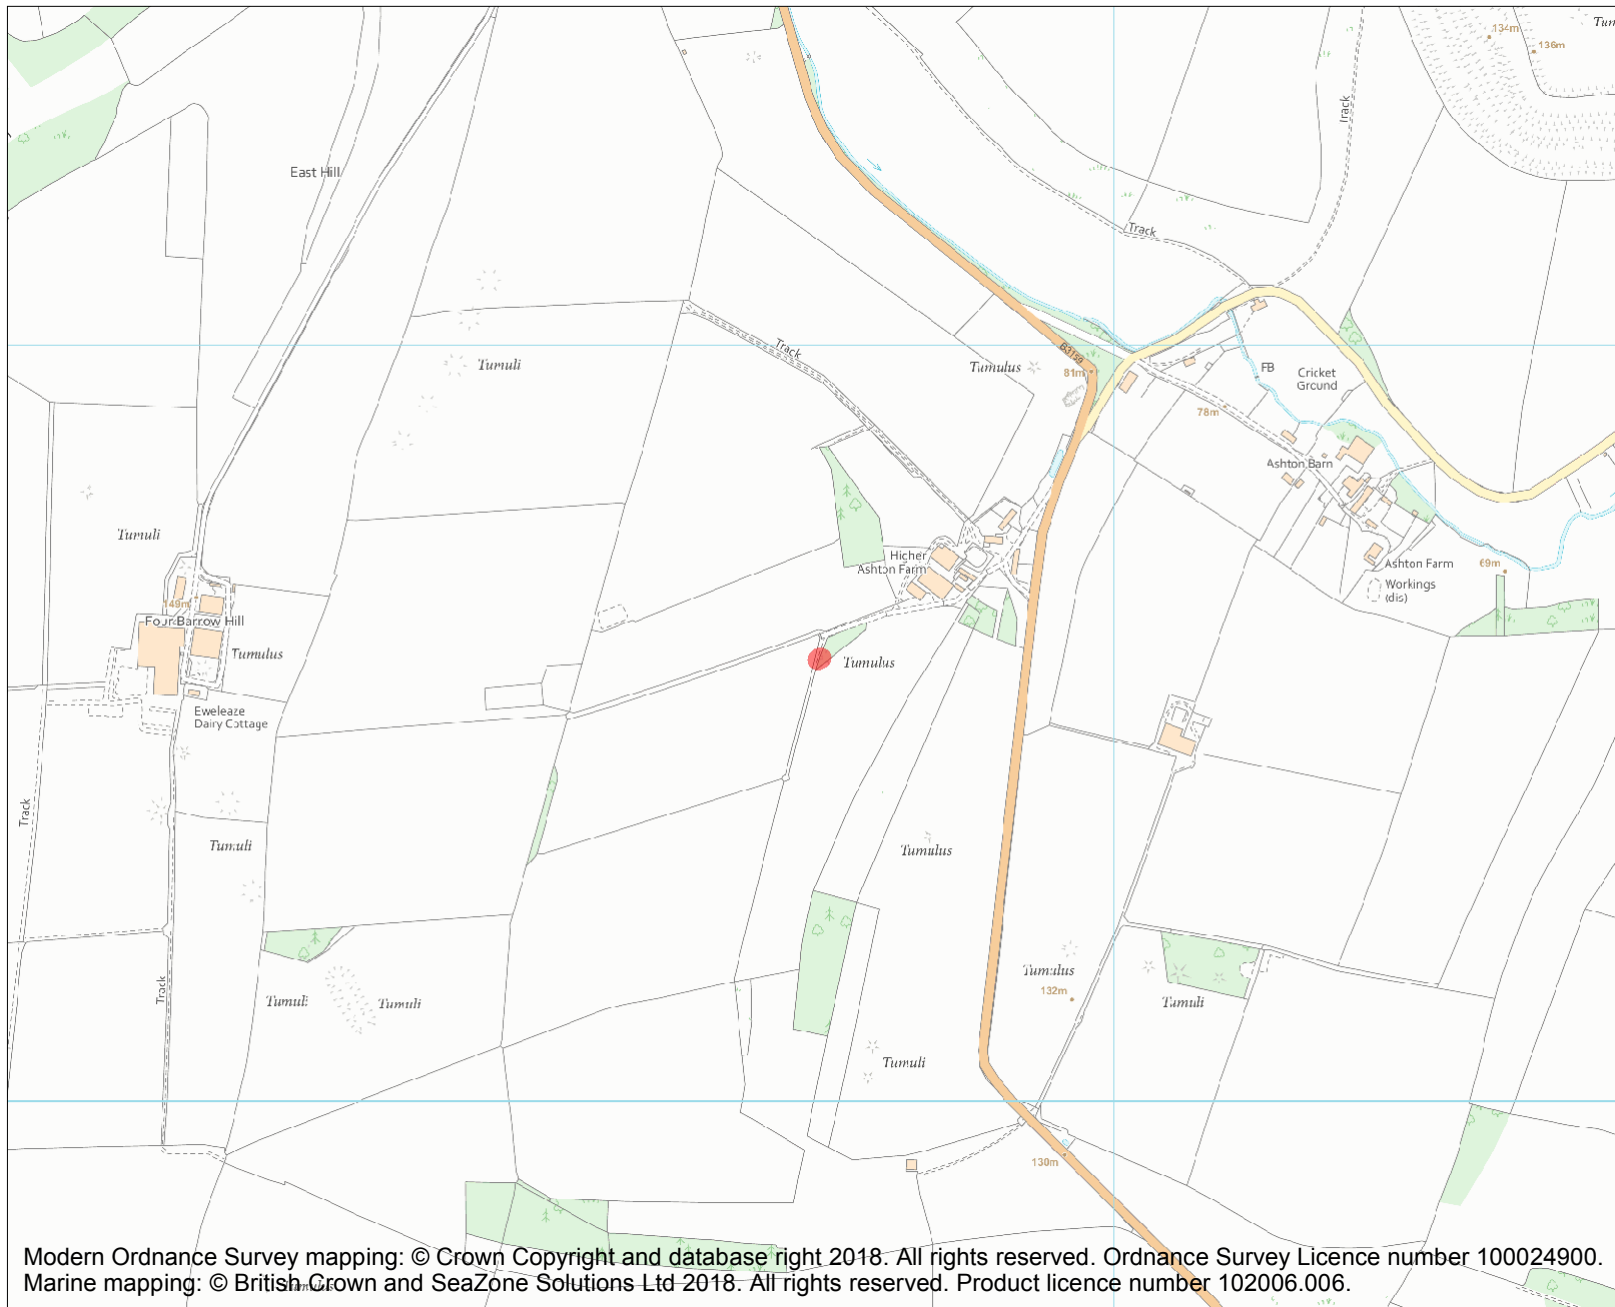 Tum
134m
136m
Track
East Hill
Track
Track
B3159
81m
Tumulus
Tumuli
FB
Cricket
Ground
78m
Ashton Barn
Tumuli
Higher
Ashton Farm
Ashton Farm
69m
Workings
(dis)
149m
Four Barrow Hill
Tumulus
Tumulus
Eweleaze
Dairy Cottage
Track
Tumuli
Tumulus
Track
Tumuli
Tumuli
Tumulus
132m
Tumuli
Tumuli
130m
Modern Ordnance Survey mapping: © Crown Copyright and database right 2018. All rights reserved. Ordnance Survey Licence number 100024900.
Marine mapping: © British Crown and SeaZone Solutions Ltd 2018. All rights reserved. Product licence number 102006.006.
Tumulus